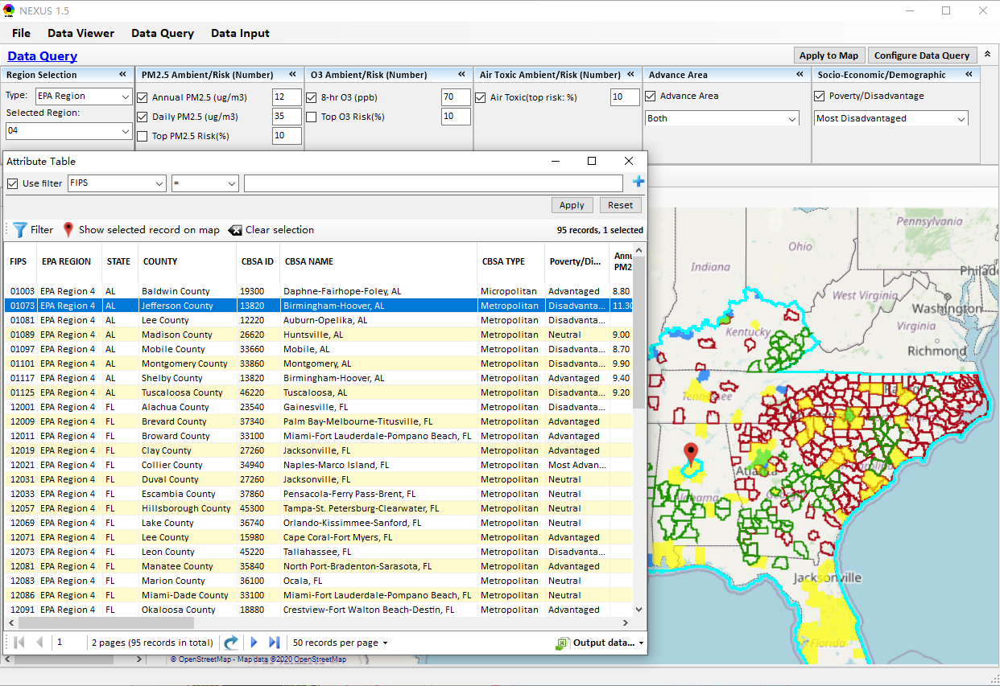 NEXUS 1.5
File Data Viewer Data Query Data Input
Data Query Apply to Map Configure Data Query
Region Selection PM2.5 Ambient/Risk (Number) O3 Ambient/Risk (Number) Air Toxic Ambient/Risk (Number) Advance Area Socio-Economic/Demographic
Type: EPA Region Annual PM2.5 (ug/m3) 12 8-hr O3 (ppb) 70 Air Toxic(top risk: %) 10 Advance Area Poverty/Disadvantage
Selected Region: Daily PM2.5 (ug/m3) 35 Top O3 Risk(%) 10 Both Most Disadvantaged
04 Top PM2.5 Risk(%) 10
Attribute Table
Use filter FIPS =
Apply Reset
Filter Show selected record on map Clear selection 95 records, 1 selected
FIPS EPA REGION STATE COUNTY CBSA ID CBSA NAME CBSA TYPE Poverty/Di... Annu
PM2
01003 EPA Region 4 AL Baldwin County 19300 Daphne-Fairhope-Foley, AL Micropolitan Advantaged 8.80
01073 EPA Region 4 AL Jefferson County 13820 Birmingham-Hoover, AL Metropolitan Disadvanta... 11.30
01081 EPA Region 4 AL Lee County 12220 Auburn-Opelika, AL Metropolitan Disadvanta...
01089 EPA Region 4 AL Madison County 26620 Huntsville, AL Metropolitan Neutral 9.00
01097 EPA Region 4 AL Mobile County 33660 Mobile, AL Metropolitan Disadvanta... 8.70
01101 EPA Region 4 AL Montgomery County 33860 Montgomery, AL Metropolitan Disadvanta... 9.90
01117 EPA Region 4 AL Shelby County 13820 Birmingham-Hoover, AL Metropolitan Advantaged 9.40
01125 EPA Region 4 AL Tuscaloosa County 46220 Tuscaloosa, AL Metropolitan Disadvanta... 9.20
12001 EPA Region 4 FL Alachua County 23540 Gainesville, FL Metropolitan Disadvanta...
12009 EPA Region 4 FL Brevard County 37340 Palm Bay-Melbourne-Titusville, FL Metropolitan Advantaged
12011 EPA Region 4 FL Broward County 33100 Miami-Fort Lauderdale-Pompano Beach, FL Metropolitan Advantaged
12019 EPA Region 4 FL Clay County 27260 Jacksonville, FL Metropolitan Advantaged
12021 EPA Region 4 FL Collier County 34940 Naples-Marco Island, FL Metropolitan Most Advan...
12031 EPA Region 4 FL Duval County 27260 Jacksonville, FL Metropolitan Neutral
12033 EPA Region 4 FL Escambia County 37860 Pensacola-Ferry Pass-Brent, FL Metropolitan Neutral
12057 EPA Region 4 FL Hillsborough County 45300 Tampa-St. Petersburg-Clearwater, FL Metropolitan Neutral
12069 EPA Region 4 FL Lake County 36740 Orlando-Kissimmee-Sanford, FL Metropolitan Neutral
12071 EPA Region 4 FL Lee County 15980 Cape Coral-Fort Myers, FL Metropolitan Advantaged
12073 EPA Region 4 FL Leon County 45220 Tallahassee, FL Metropolitan Disadvanta...
12081 EPA Region 4 FL Manatee County 35840 North Port-Bradenton-Sarasota, FL Metropolitan Advantaged
12083 EPA Region 4 FL Marion County 36100 Ocala, FL Metropolitan Neutral
12086 EPA Region 4 FL Miami-Dade County 33100 Miami-Fort Lauderdale-Pompano Beach, FL Metropolitan Neutral
12091 EPA Region 4 FL Okaloosa County 18880 Crestview-Fort Walton Beach-Destin, FL Metropolitan Advantaged
1 2 pages (95 records in total) 50 records per page Output data...
© OpenStreetMap - Map data @2020 OpenStreetMap
Pennsylvania
Ohio
Indiana
Philade
West Virginia
Washington
Kentucky
Virginia
Richmond
Tennessee
Atlanta
Alabama
Georgia
Jacksonville
Florida